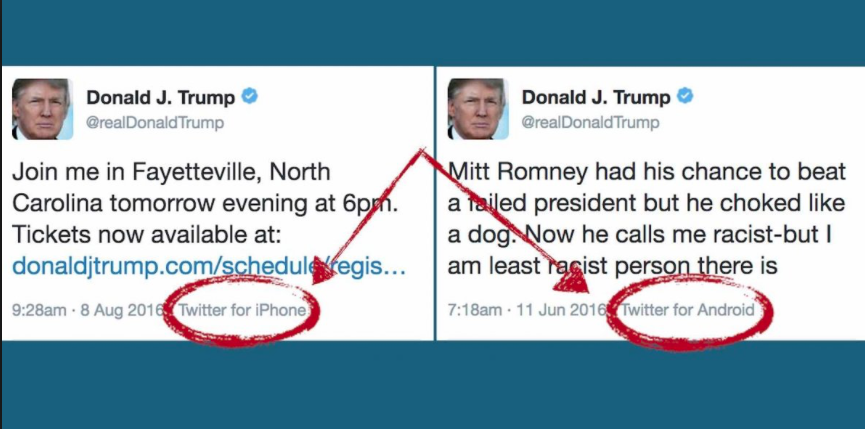 Donald J. Trump
@realDonaldTrump
Join me in Fayetteville, North
Carolina tomorrow evening at 6pm.
Tickets now available at:
donaldjtrump.com/schedule/regis...
9:28am · 8 Aug 2016 Twitter for iPhone
Donald J. Trump
@realDonaldTrump
Mitt Romney had his chance to beat
a failed president but he choked like
a dog. Now he calls me racist-but I
am least racist person there is
7:18am · 11 Jun 2016 Twitter for Android